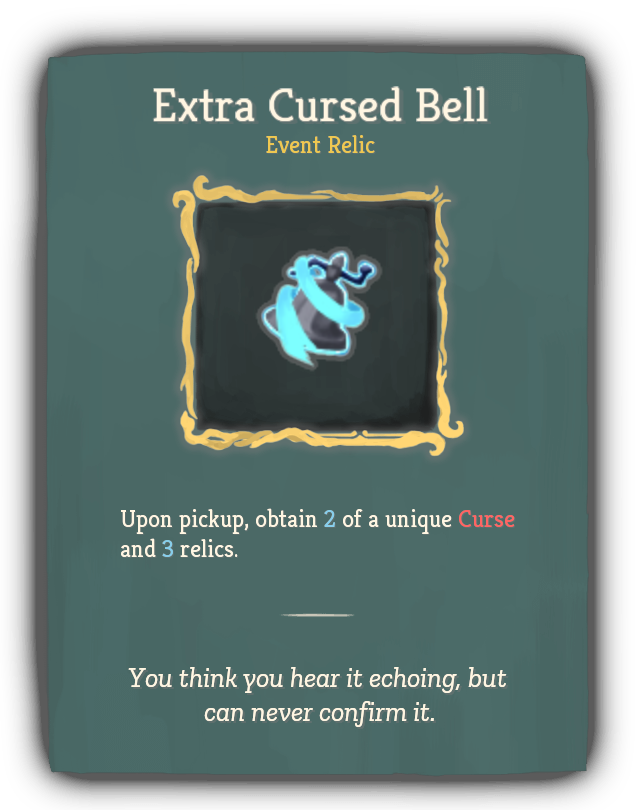 Extra Cursed Bell
Event Relic
Upon pickup, obtain 2 of a unique Curse
and 3 relics.
You think you hear it echoing, but
can never confirm it.